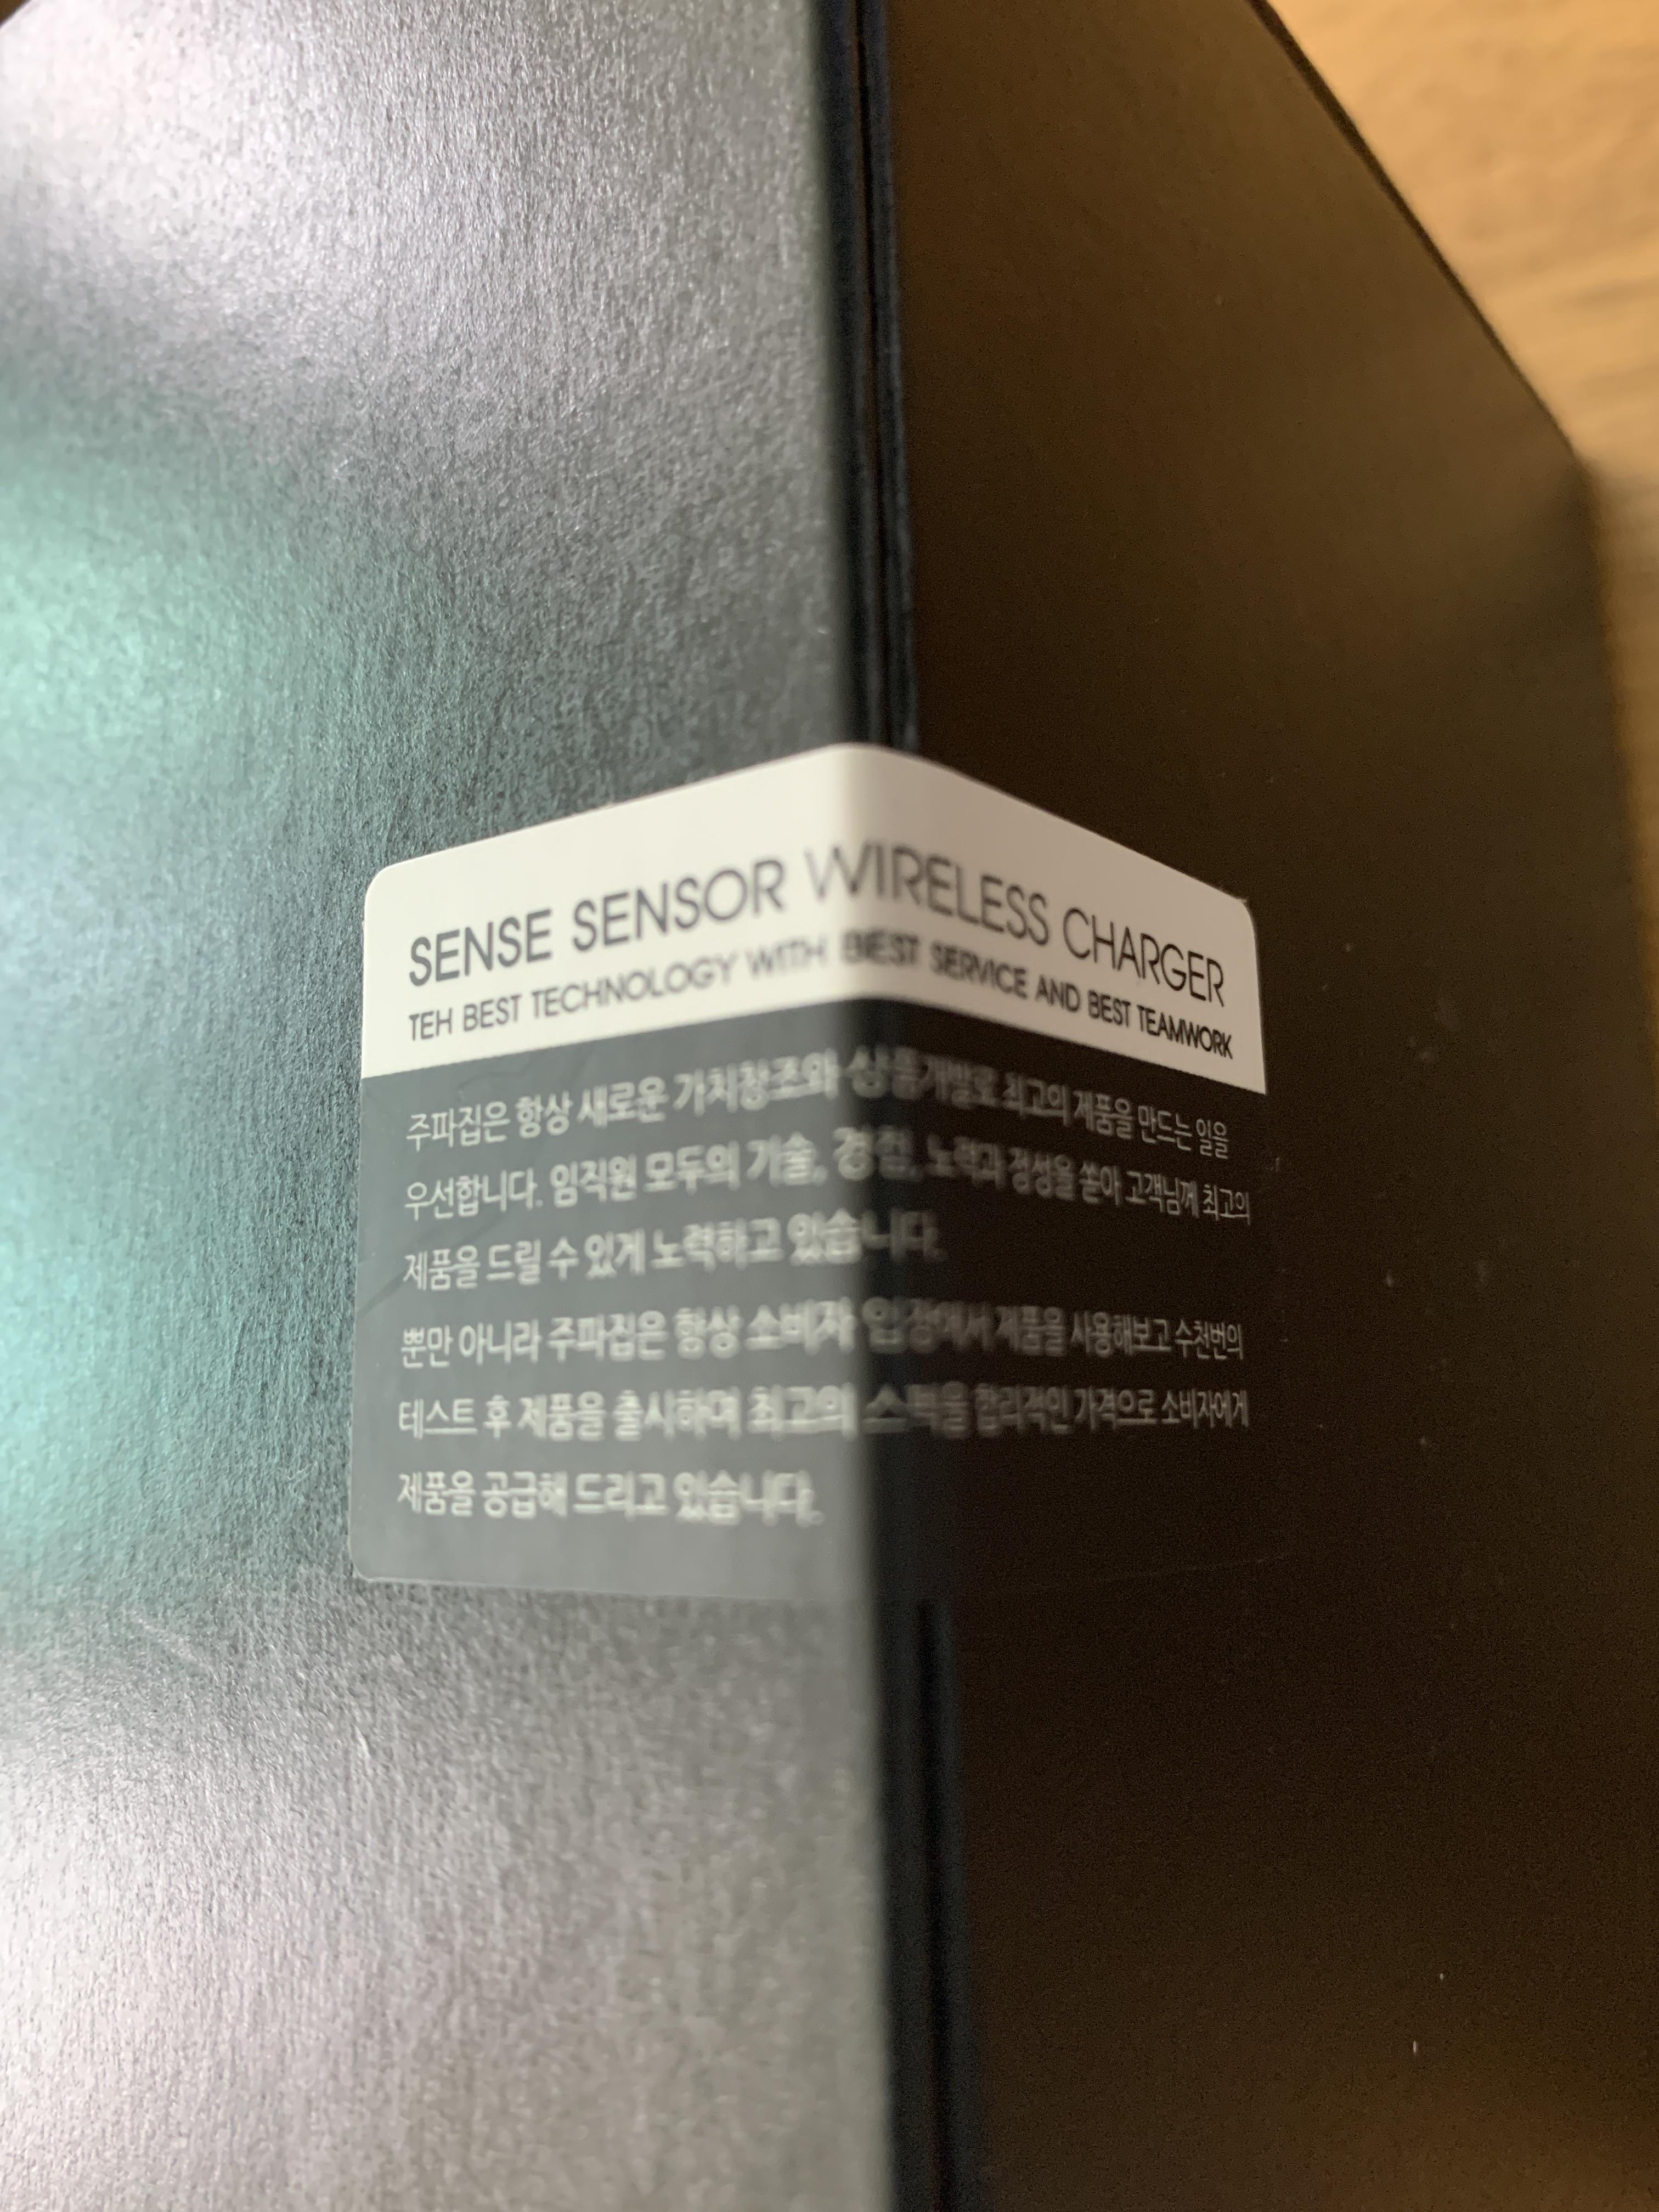 SENSE SENSOR WIRELESS CHARGER
TEH BEST TECHNOLOGY WITH BEST SERVICE AND BEST TEAMWORK
주파집은 항상 새로운 가치창조와 상품개발로 최고의 제품을 만드는 일을
우선합니다. 임직원 모두의 기술, 경험, 노력과 정성을 쏟아 고객님께 최고의
제품을 드릴 수 있게 노력하고 있습니다.
뿐만 아니라 주파집은 항상 소비자 입장에서 제품을 사용해보고 수천번의
테스트 후 제품을 출시하며 최고의 스펙을 합리적인 가격으로 소비자에게
제품을 공급해 드리고 있습니다.